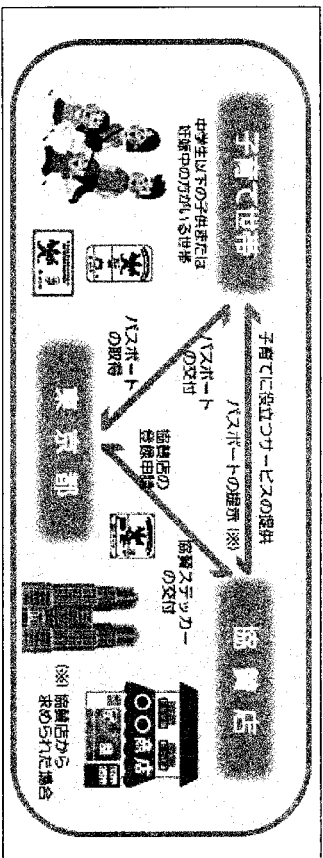 子育て世帯
中学生以下の子供または
妊娠中の方がいる世帯
子育てに役立つサービスの提供
パスポートの提示(※)
パスポート
の交付
パスポート
の取得
東京都
協賛店の
登録申請
協賛ステッカー
の交付
協賛店
〇〇商店
(※)協賛店から
求められた場合